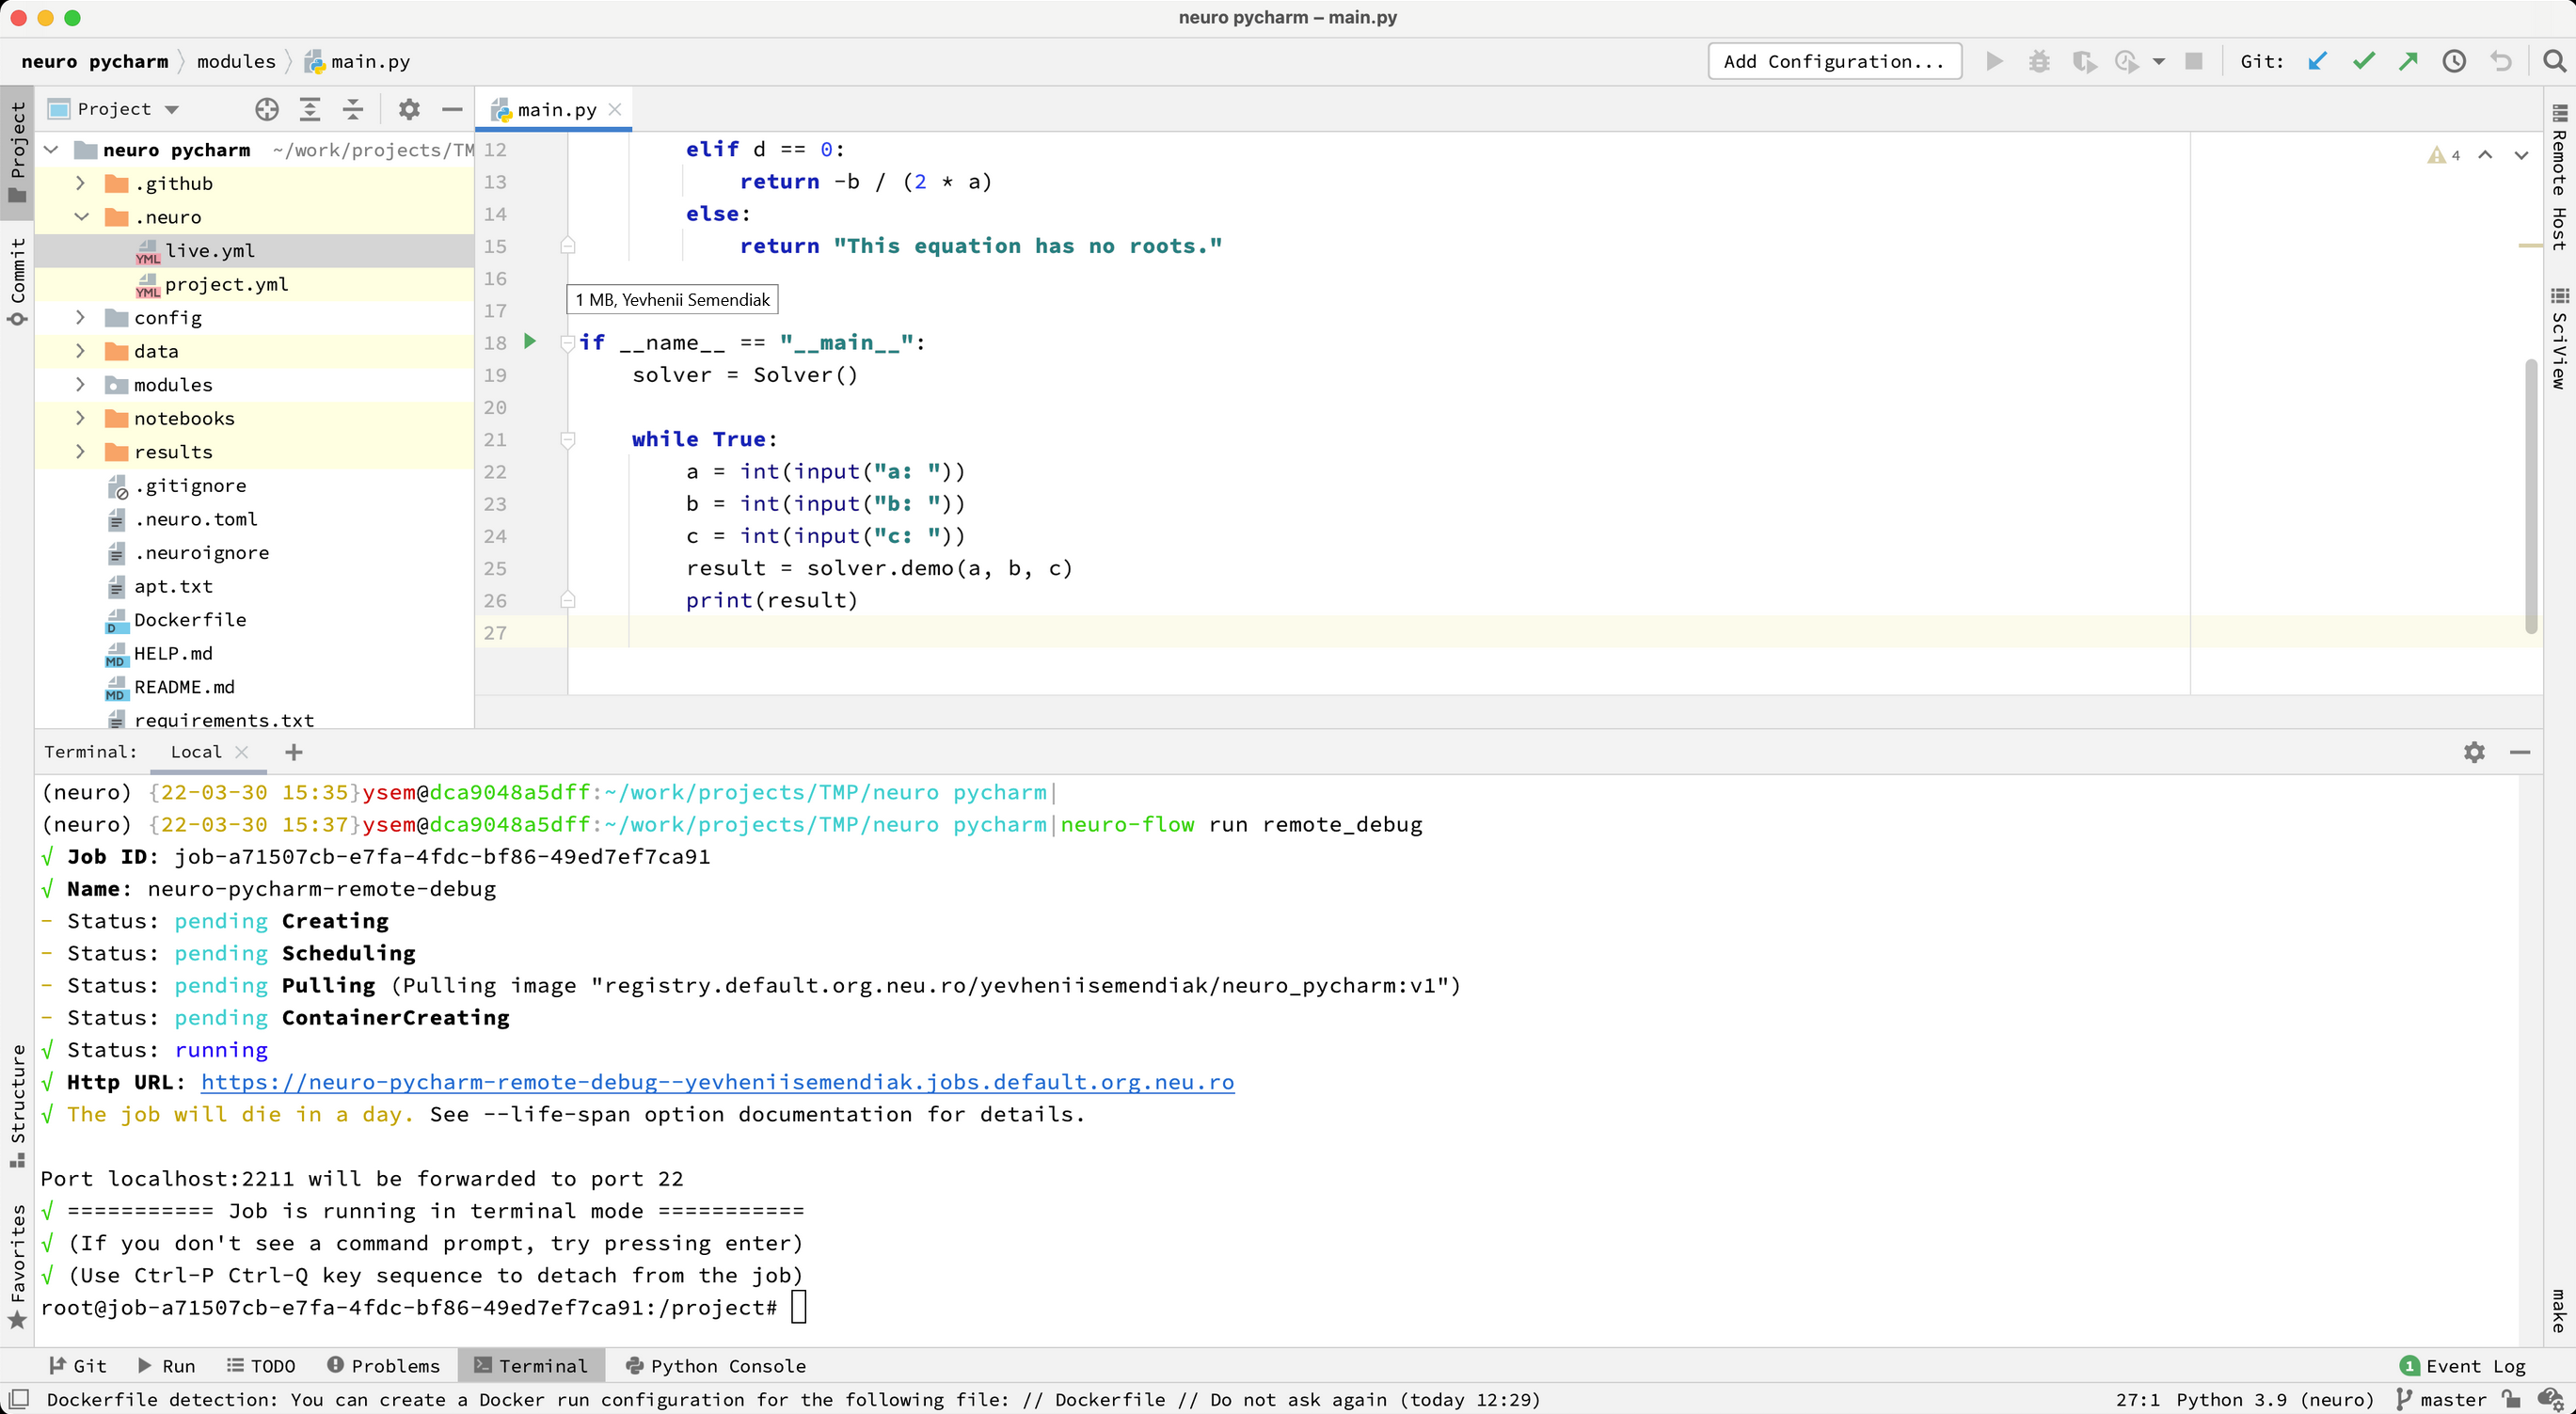 neuro pycharm – main.py
neuro pycharm
modules
main.py
Add Configuration...
Git:
Project
main.py
Project
Commit
Structure
Favorites
neuro pycharm ~/work/projects/TM
.github
.neuro
YML live.yml
YML project.yml
config
data
modules
notebooks
results
.gitignore
.neuro.toml
.neuroignore
apt.txt
D Dockerfile
MD HELP.md
MD README.md
requirements.txt
12 elif d == 0:
13 return -b / (2 * a)
14 else:
15 return "This equation has no roots."
16
1 MB, Yevhenii Semendiak
17
18 if __name__ == "__main__":
19 solver = Solver()
20
21 while True:
22 a = int(input("a: "))
23 b = int(input("b: "))
24 c = int(input("c: "))
25 result = solver.demo(a, b, c)
26 print(result)
27
4
Remote Host
SciView
make
Terminal: Local
(neuro) {22-03-30 15:35}ysem@dca9048a5dff:~/work/projects/TMP/neuro pycharm|
(neuro) {22-03-30 15:37}ysem@dca9048a5dff:~/work/projects/TMP/neuro pycharm|neuro-flow run remote_debug
√ Job ID: job-a71507cb-e7fa-4fdc-bf86-49ed7ef7ca91
√ Name: neuro-pycharm-remote-debug
- Status: pending Creating
- Status: pending Scheduling
- Status: pending Pulling (Pulling image "registry.default.org.neu.ro/yevheniisemendiak/neuro_pycharm:v1")
- Status: pending ContainerCreating
√ Status: running
√ Http URL: https://neuro-pycharm-remote-debug--yevheniisemendiak.jobs.default.org.neu.ro
√ The job will die in a day. See --life-span option documentation for details.
Port localhost:2211 will be forwarded to port 22
√ =========== Job is running in terminal mode ===========
√ (If you don't see a command prompt, try pressing enter)
√ (Use Ctrl-P Ctrl-Q key sequence to detach from the job)
root@job-a71507cb-e7fa-4fdc-bf86-49ed7ef7ca91:/project#
Git
Run
TODO
Problems
Terminal
Python Console
1 Event Log
Dockerfile detection: You can create a Docker run configuration for the following file: // Dockerfile // Do not ask again (today 12:29)
27:1 Python 3.9 (neuro) master